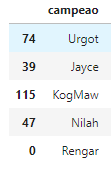 campeao
74 Urgot
39 Jayce
115 KogMaw
47 Nilah
0 Rengar